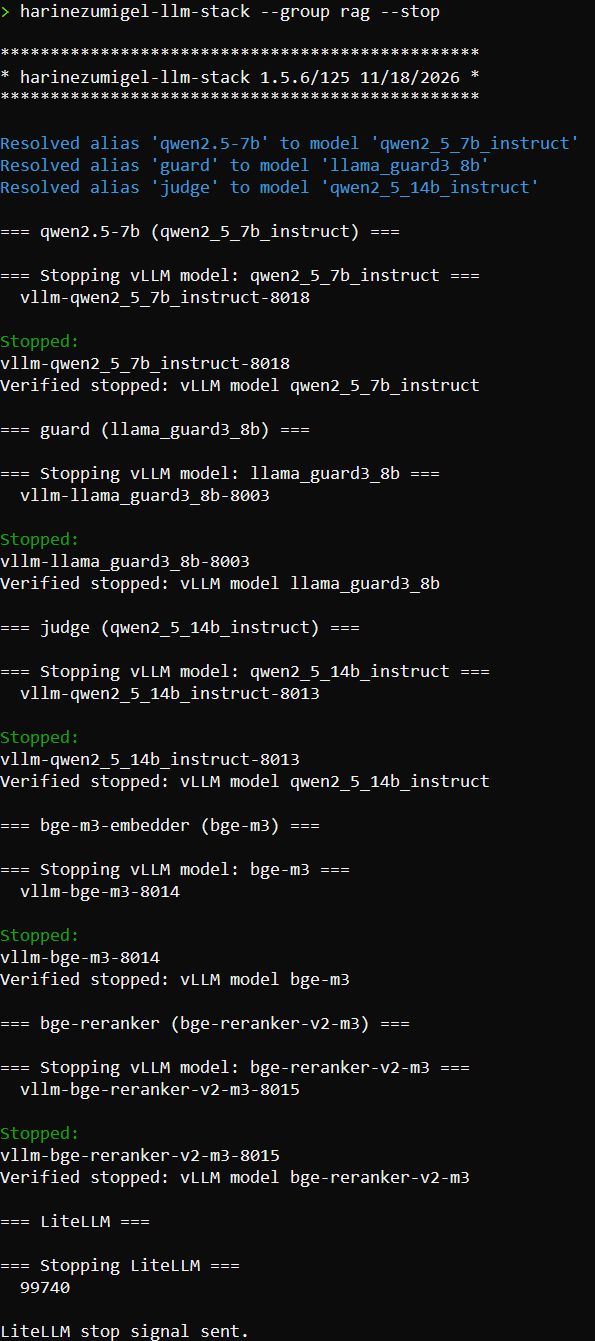 > harinezumigel-llm-stack --group rag --stop
************************************************
* harinezumigel-llm-stack 1.5.6/125 11/18/2026 *
************************************************
Resolved alias 'qwen2.5-7b' to model 'qwen2_5_7b_instruct'
Resolved alias 'guard' to model 'llama_guard3_8b'
Resolved alias 'judge' to model 'qwen2_5_14b_instruct'
=== qwen2.5-7b (qwen2_5_7b_instruct) ===
=== Stopping vLLM model: qwen2_5_7b_instruct ===
  vllm-qwen2_5_7b_instruct-8018
Stopped:
vllm-qwen2_5_7b_instruct-8018
Verified stopped: vLLM model qwen2_5_7b_instruct
=== guard (llama_guard3_8b) ===
=== Stopping vLLM model: llama_guard3_8b ===
  vllm-llama_guard3_8b-8003
Stopped:
vllm-llama_guard3_8b-8003
Verified stopped: vLLM model llama_guard3_8b
=== judge (qwen2_5_14b_instruct) ===
=== Stopping vLLM model: qwen2_5_14b_instruct ===
  vllm-qwen2_5_14b_instruct-8013
Stopped:
vllm-qwen2_5_14b_instruct-8013
Verified stopped: vLLM model qwen2_5_14b_instruct
=== bge-m3-embedder (bge-m3) ===
=== Stopping vLLM model: bge-m3 ===
  vllm-bge-m3-8014
Stopped:
vllm-bge-m3-8014
Verified stopped: vLLM model bge-m3
=== bge-reranker (bge-reranker-v2-m3) ===
=== Stopping vLLM model: bge-reranker-v2-m3 ===
  vllm-bge-reranker-v2-m3-8015
Stopped:
vllm-bge-reranker-v2-m3-8015
Verified stopped: vLLM model bge-reranker-v2-m3
=== LiteLLM ===
=== Stopping LiteLLM ===
  99740
LiteLLM stop signal sent.